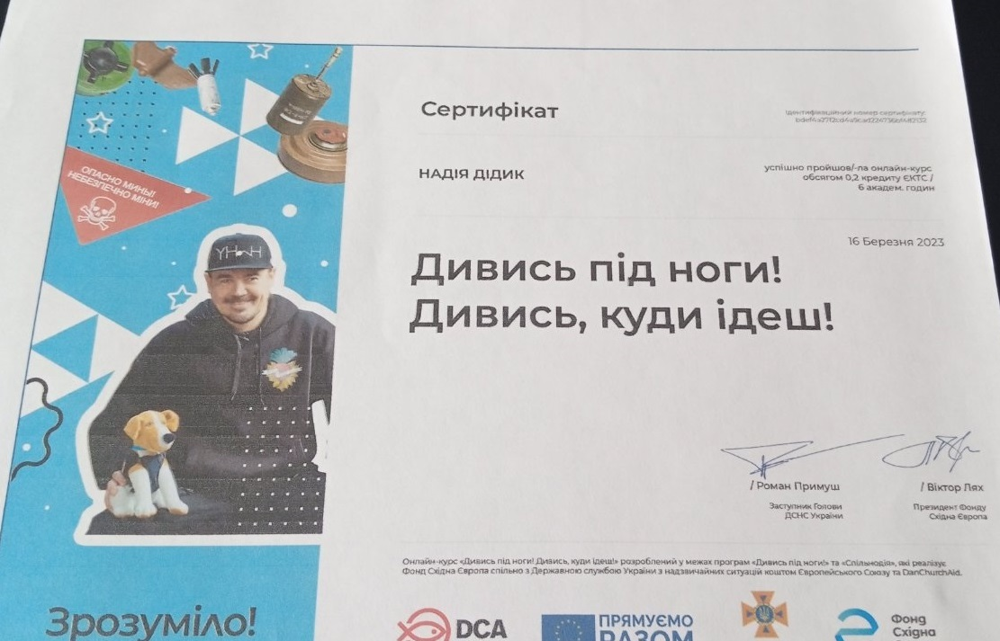 Сертифікат
Ідентифікаційний номер сертифікату:
НАДІЯ ДІДИК
успішно пройшов/-ла онлайн-курс
обсягом 0,2 кредиту ЄКТС /
6 академ. годин
16 Березня 2023
Дивись під ноги!
Дивись, куди ідеш!
ОПАСНО МИНЫ!
НЕБЕЗПЕЧНО МІНИ!
/ Роман Примуш
Заступник Голови
ДСНС України
/ Віктор Лях
Президент Фонду
Східна Європа
Онлайн-курс «Дивись під ноги! Дивись, куди ідеш!» розроблений у межах програм «Дивись під ноги!» та «Спільнодія», які реалізує
Фонд Східна Європа спільно з Державною службою України з надзвичайних ситуацій коштом Європейського Союзу та DanChurchAid.
Зрозуміло!
DCA
ПРЯМУЄМО
РАЗОМ
Фонд
Східна